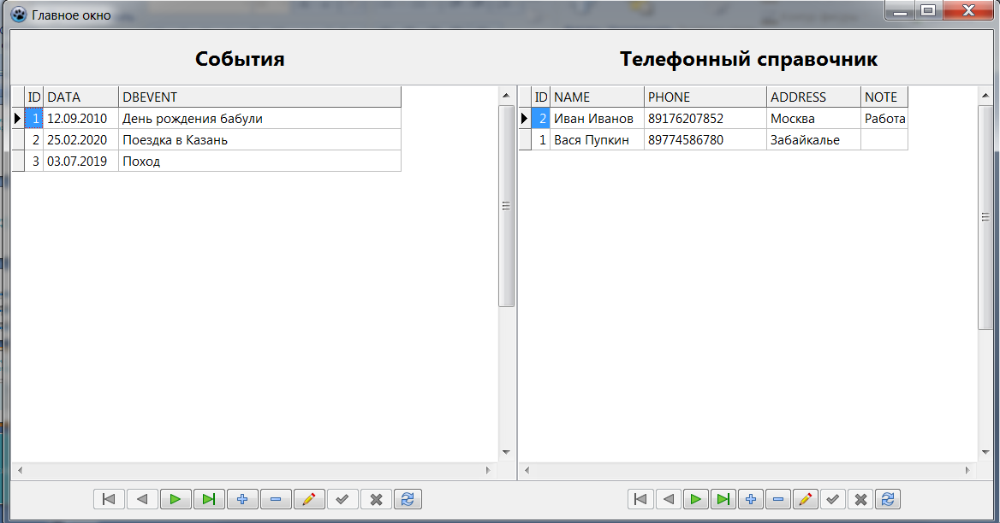 Главное окно
События
ID DATA DBEVENT
1 12.09.2010 День рождения бабули
2 25.02.2020 Поездка в Казань
3 03.07.2019 Поход
Телефонный справочник
ID NAME PHONE ADDRESS NOTE
2 Иван Иванов 89176207852 Москва Работа
1 Вася Пупкин 89774586780 Забайкалье